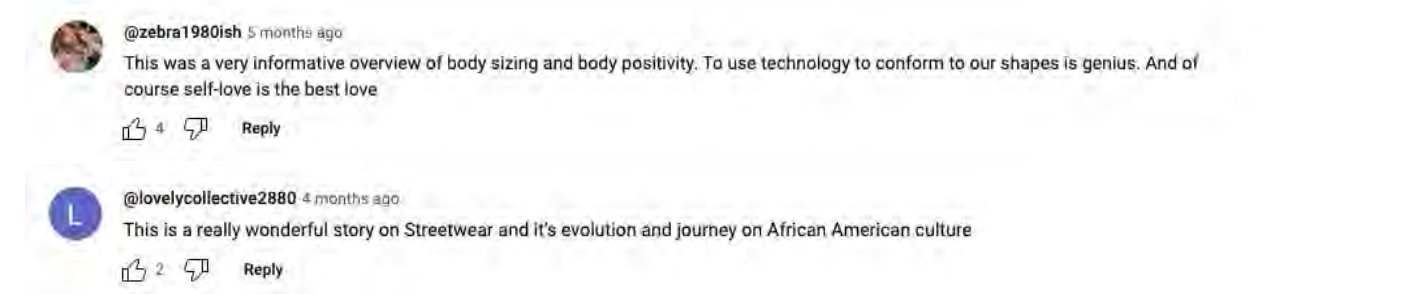 @zebra1980ish 5 months ago
This was a very informative overview of body sizing and body positivity. To use technology to conform to our shapes is genius. And of
course self-love is the best love
4 Reply
L
@lovelycollective2880 4 months ago
This is a really wonderful story on Streetwear and it's evolution and journey on African American culture
2 Reply